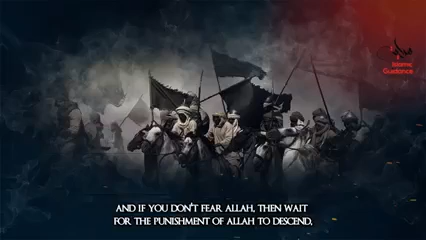 Islamic
Guidance
AND IF YOU DON'T FEAR ALLAH, THEN WAIT
FOR THE PUNISHMENT OF ALLAH TO DESCEND,